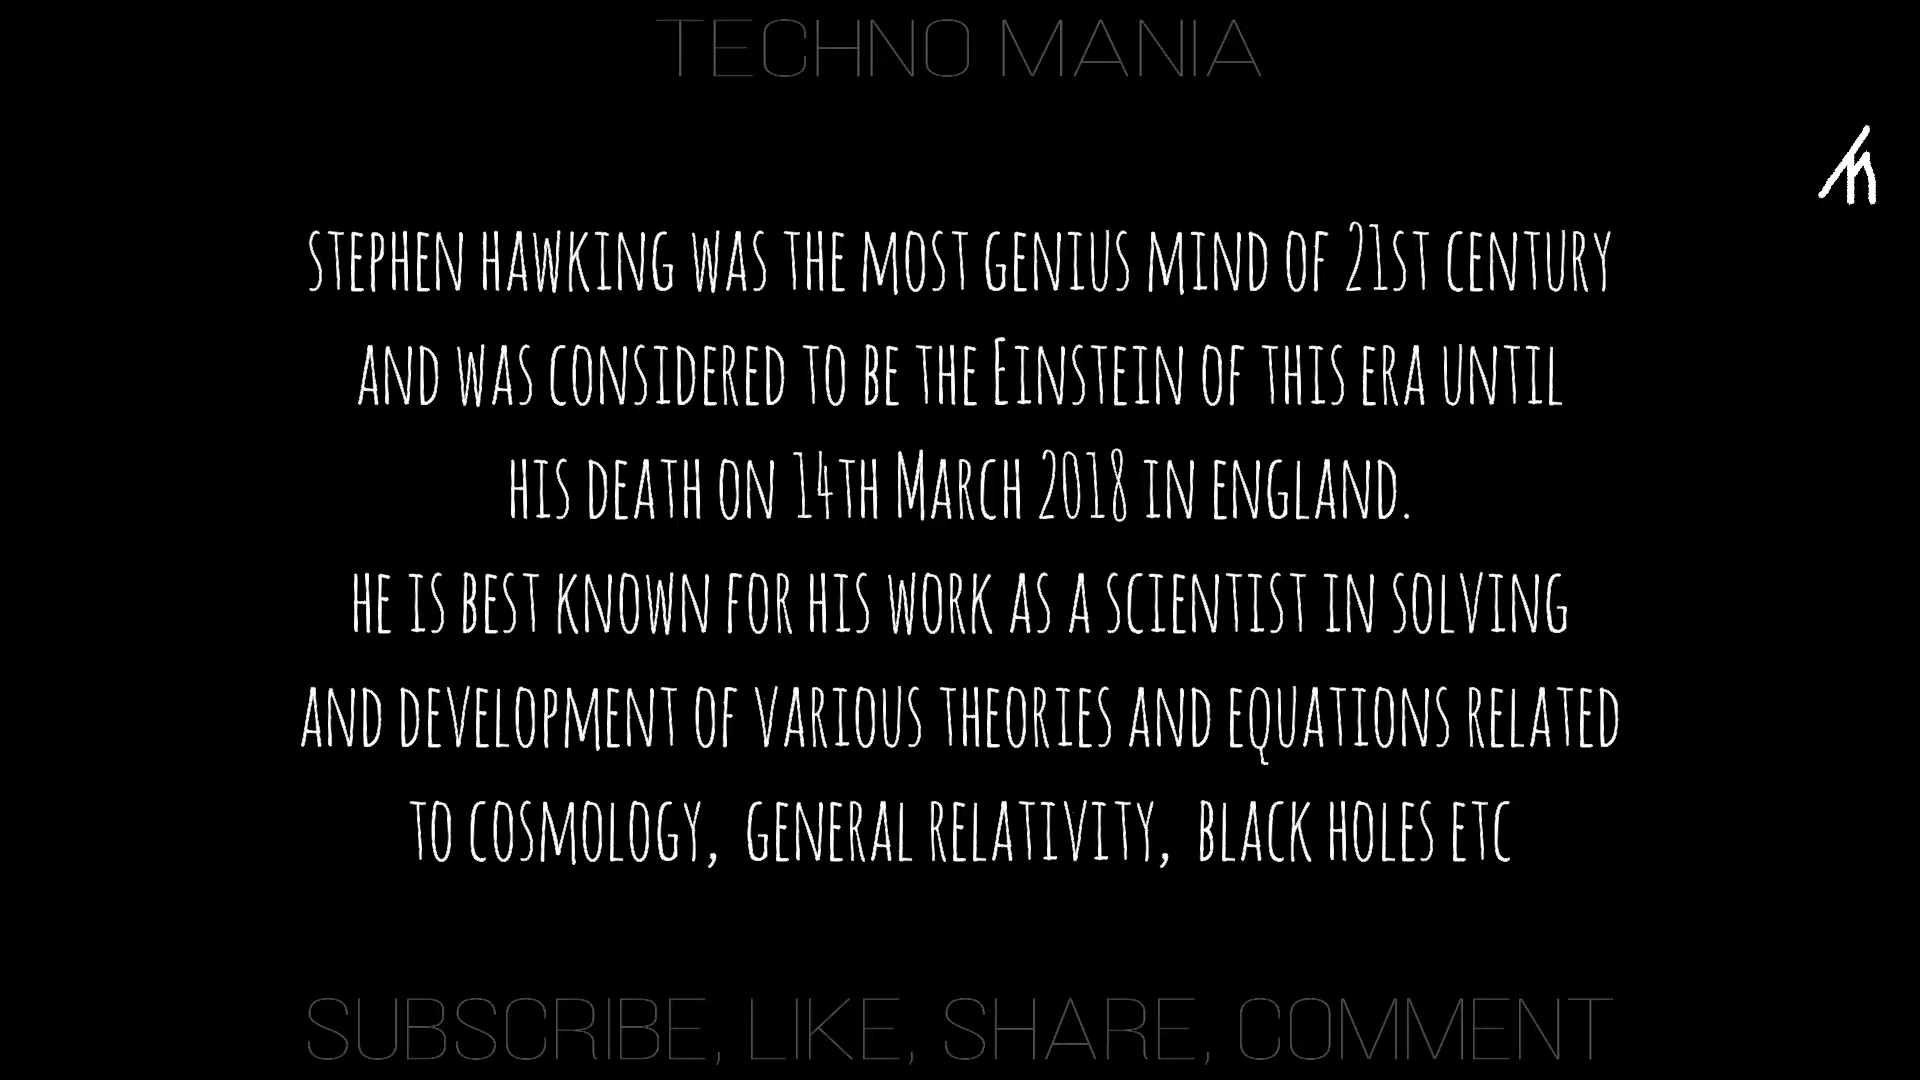 TECHNO MANIA
STEPHEN HAWKING WAS THE MOST GENIUS MIND OF 21ST CENTURY
AND WAS CONSIDERED TO BE THE EINSTEIN OF THIS ERA UNTIL
HIS DEATH ON 14TH MARCH 2018 IN ENGLAND.
HE IS BEST KNOWN FOR HIS WORK AS A SCIENTIST IN SOLVING
AND DEVELOPMENT OF VARIOUS THEORIES AND EQUATIONS RELATED
TO COSMOLOGY, GENERAL RELATIVITY, BLACK HOLES ETC
SUBSCRIBE, LIKE, SHARE, COMMENT